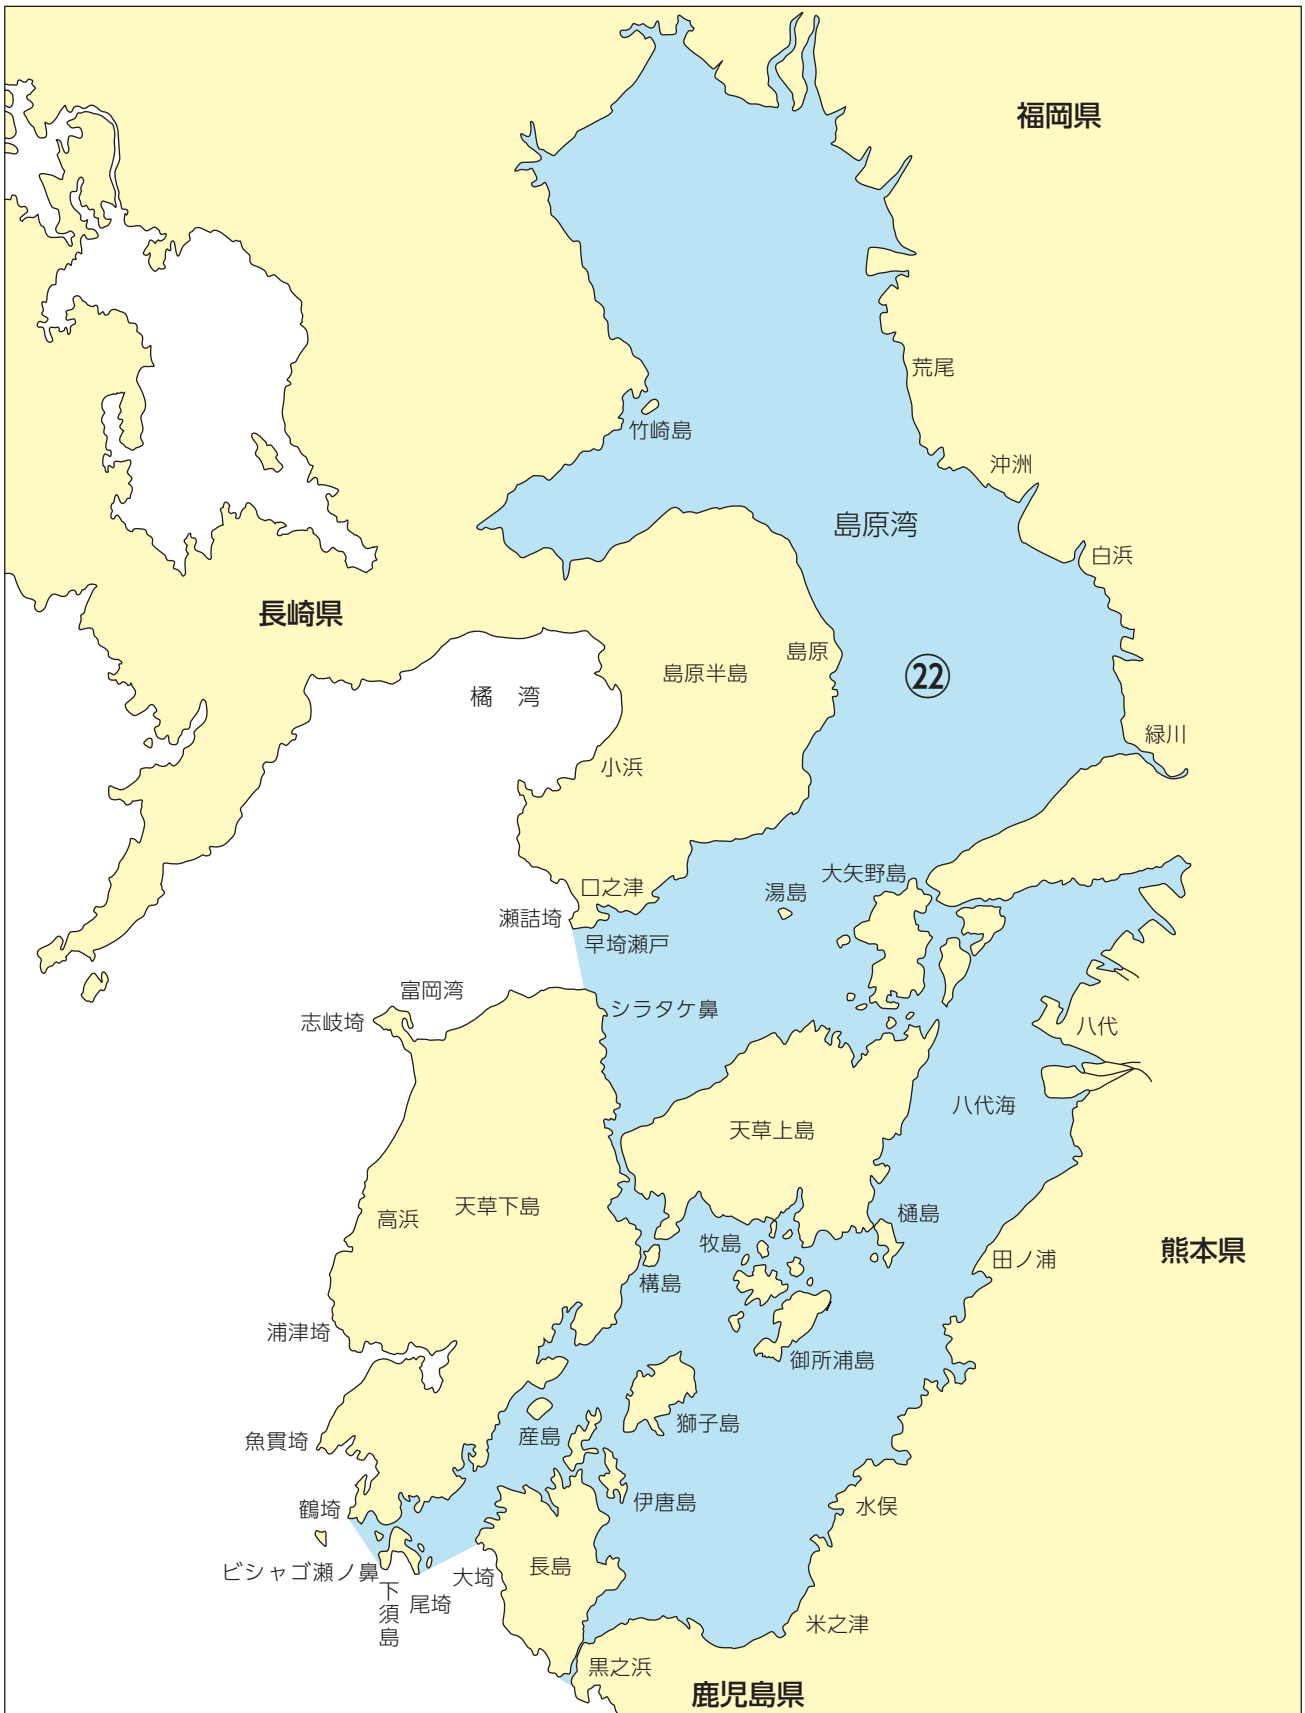 福岡県
荒尾
竹崎島
沖洲
島原湾
白浜
長崎県
島原
島原半島
㉒
橘 湾
緑川
小浜
大矢野島
口之津
湯島
瀬詰埼
早埼瀬戸
富岡湾
シラタケ鼻
志岐埼
八代
八代海
天草上島
天草下島
樋島
高浜
牧島
熊本県
田ノ浦
構島
浦津埼
御所浦島
獅子島
産島
魚貫埼
伊唐島
水俣
鶴埼
長島
ビシャゴ瀬ノ鼻
大埼
下須島
尾埼
米之津
黒之浜
鹿児島県